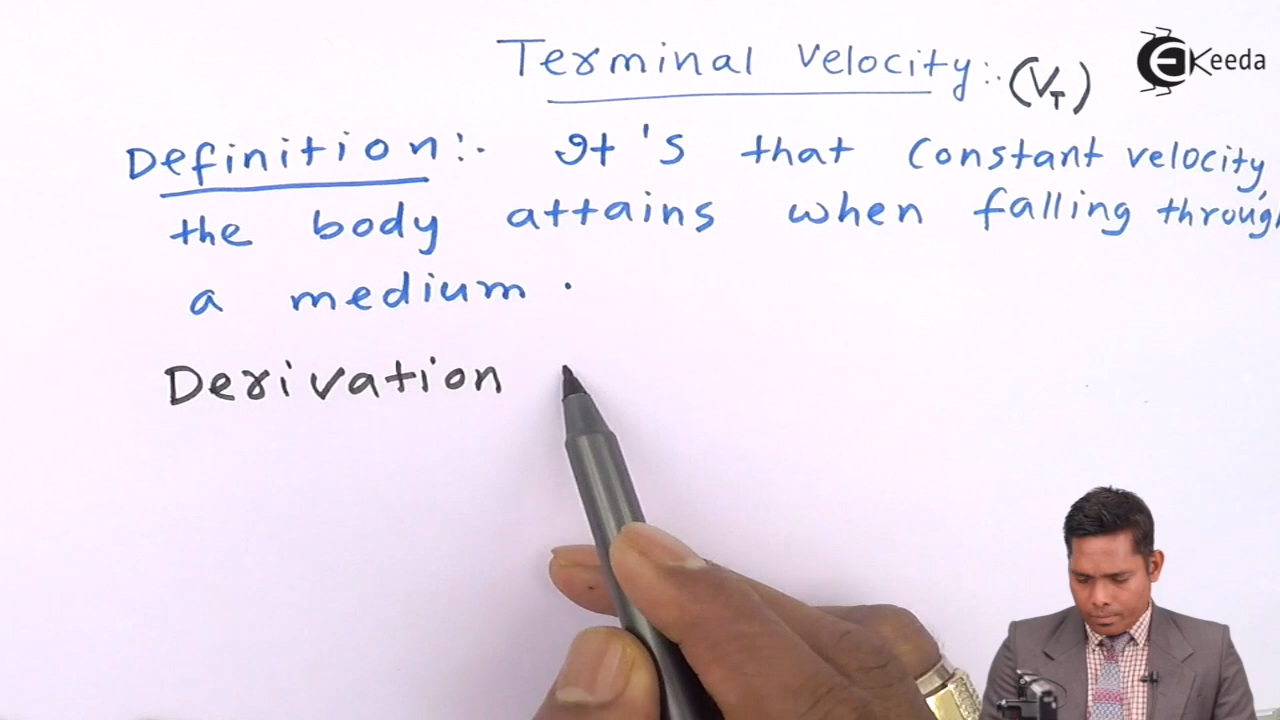 Terminal Velocity:- (VT)
EKeeda
Definition:- It's that Constant velocity,
the body attains when falling through
a medium.
Derivation